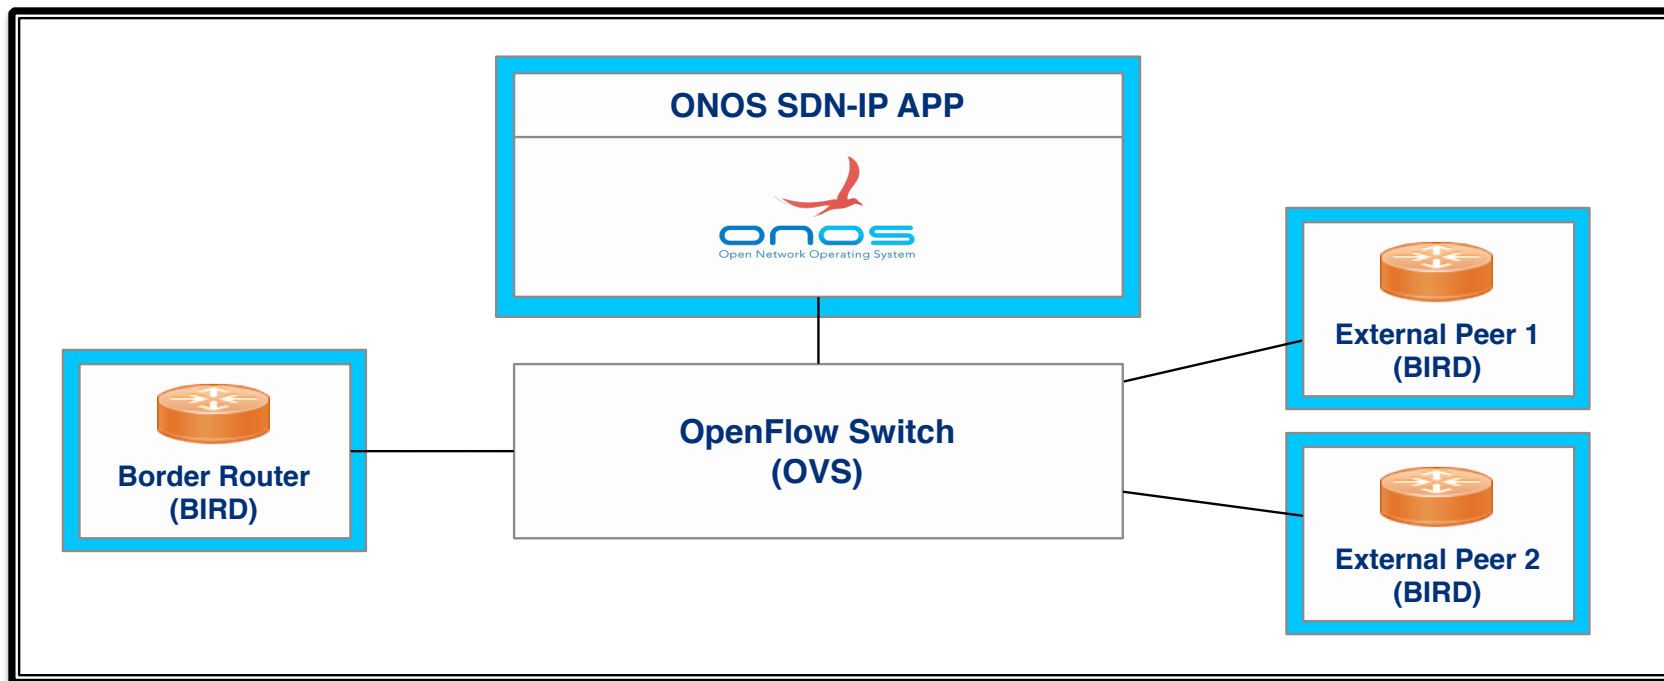 ONOS SDN-IP APP
onos
Open Network Operating System
External Peer 1
(BIRD)
OpenFlow Switch
(OVS)
Border Router
(BIRD)
External Peer 2
(BIRD)